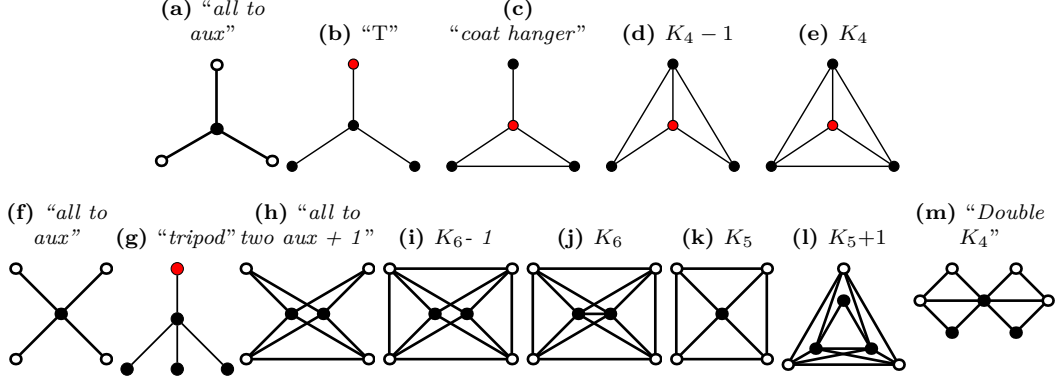 (a) “all to aux”
(b) “T”
(c) “coat hanger”
(d) K₄ − 1
(e) K₄
(f) “all to aux”
(g) “tripod”
(h) “all to two aux + 1”
(i) K₆- 1
(j) K₆
(k) K₅
(l) K₅+1
(m) “Double K₄”